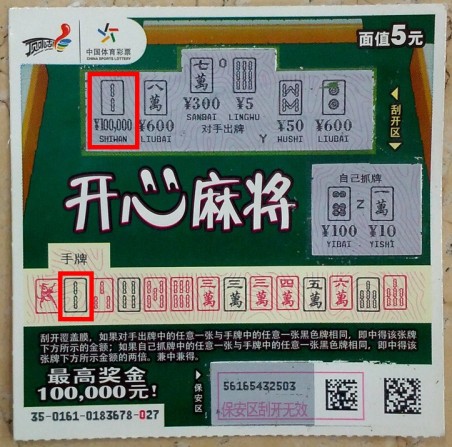 顶呱刮
中国体育彩票
CHINA SPORTS LOTTERY
面值5元
八萬
七萬
¥100,000
SHIWAN
¥600
LIUBAI
¥300
SANBAI
¥5
LINGWU
¥50
WUSHI
¥600
LIUBAI
对手出牌
Y
刮开区
开心麻将
自己抓牌
Z
一萬
¥100
YIBAI
¥10
YISHI
手牌
三萬 三萬 三萬 四萬 五萬 六萬
刮开覆盖膜，如果对手出牌中的任意一张与手牌中的任意一张黑色牌相同，即中得该张
牌下方所示的金额；如果自己抓牌中的任意一张与手牌中的任意一张黑色牌相同，即中得该
张牌下方所示金额的两倍。兼中兼得。
最高奖金
100,000元!
保安区
56165432503
保安区刮开无效
35-0161-0183678-027